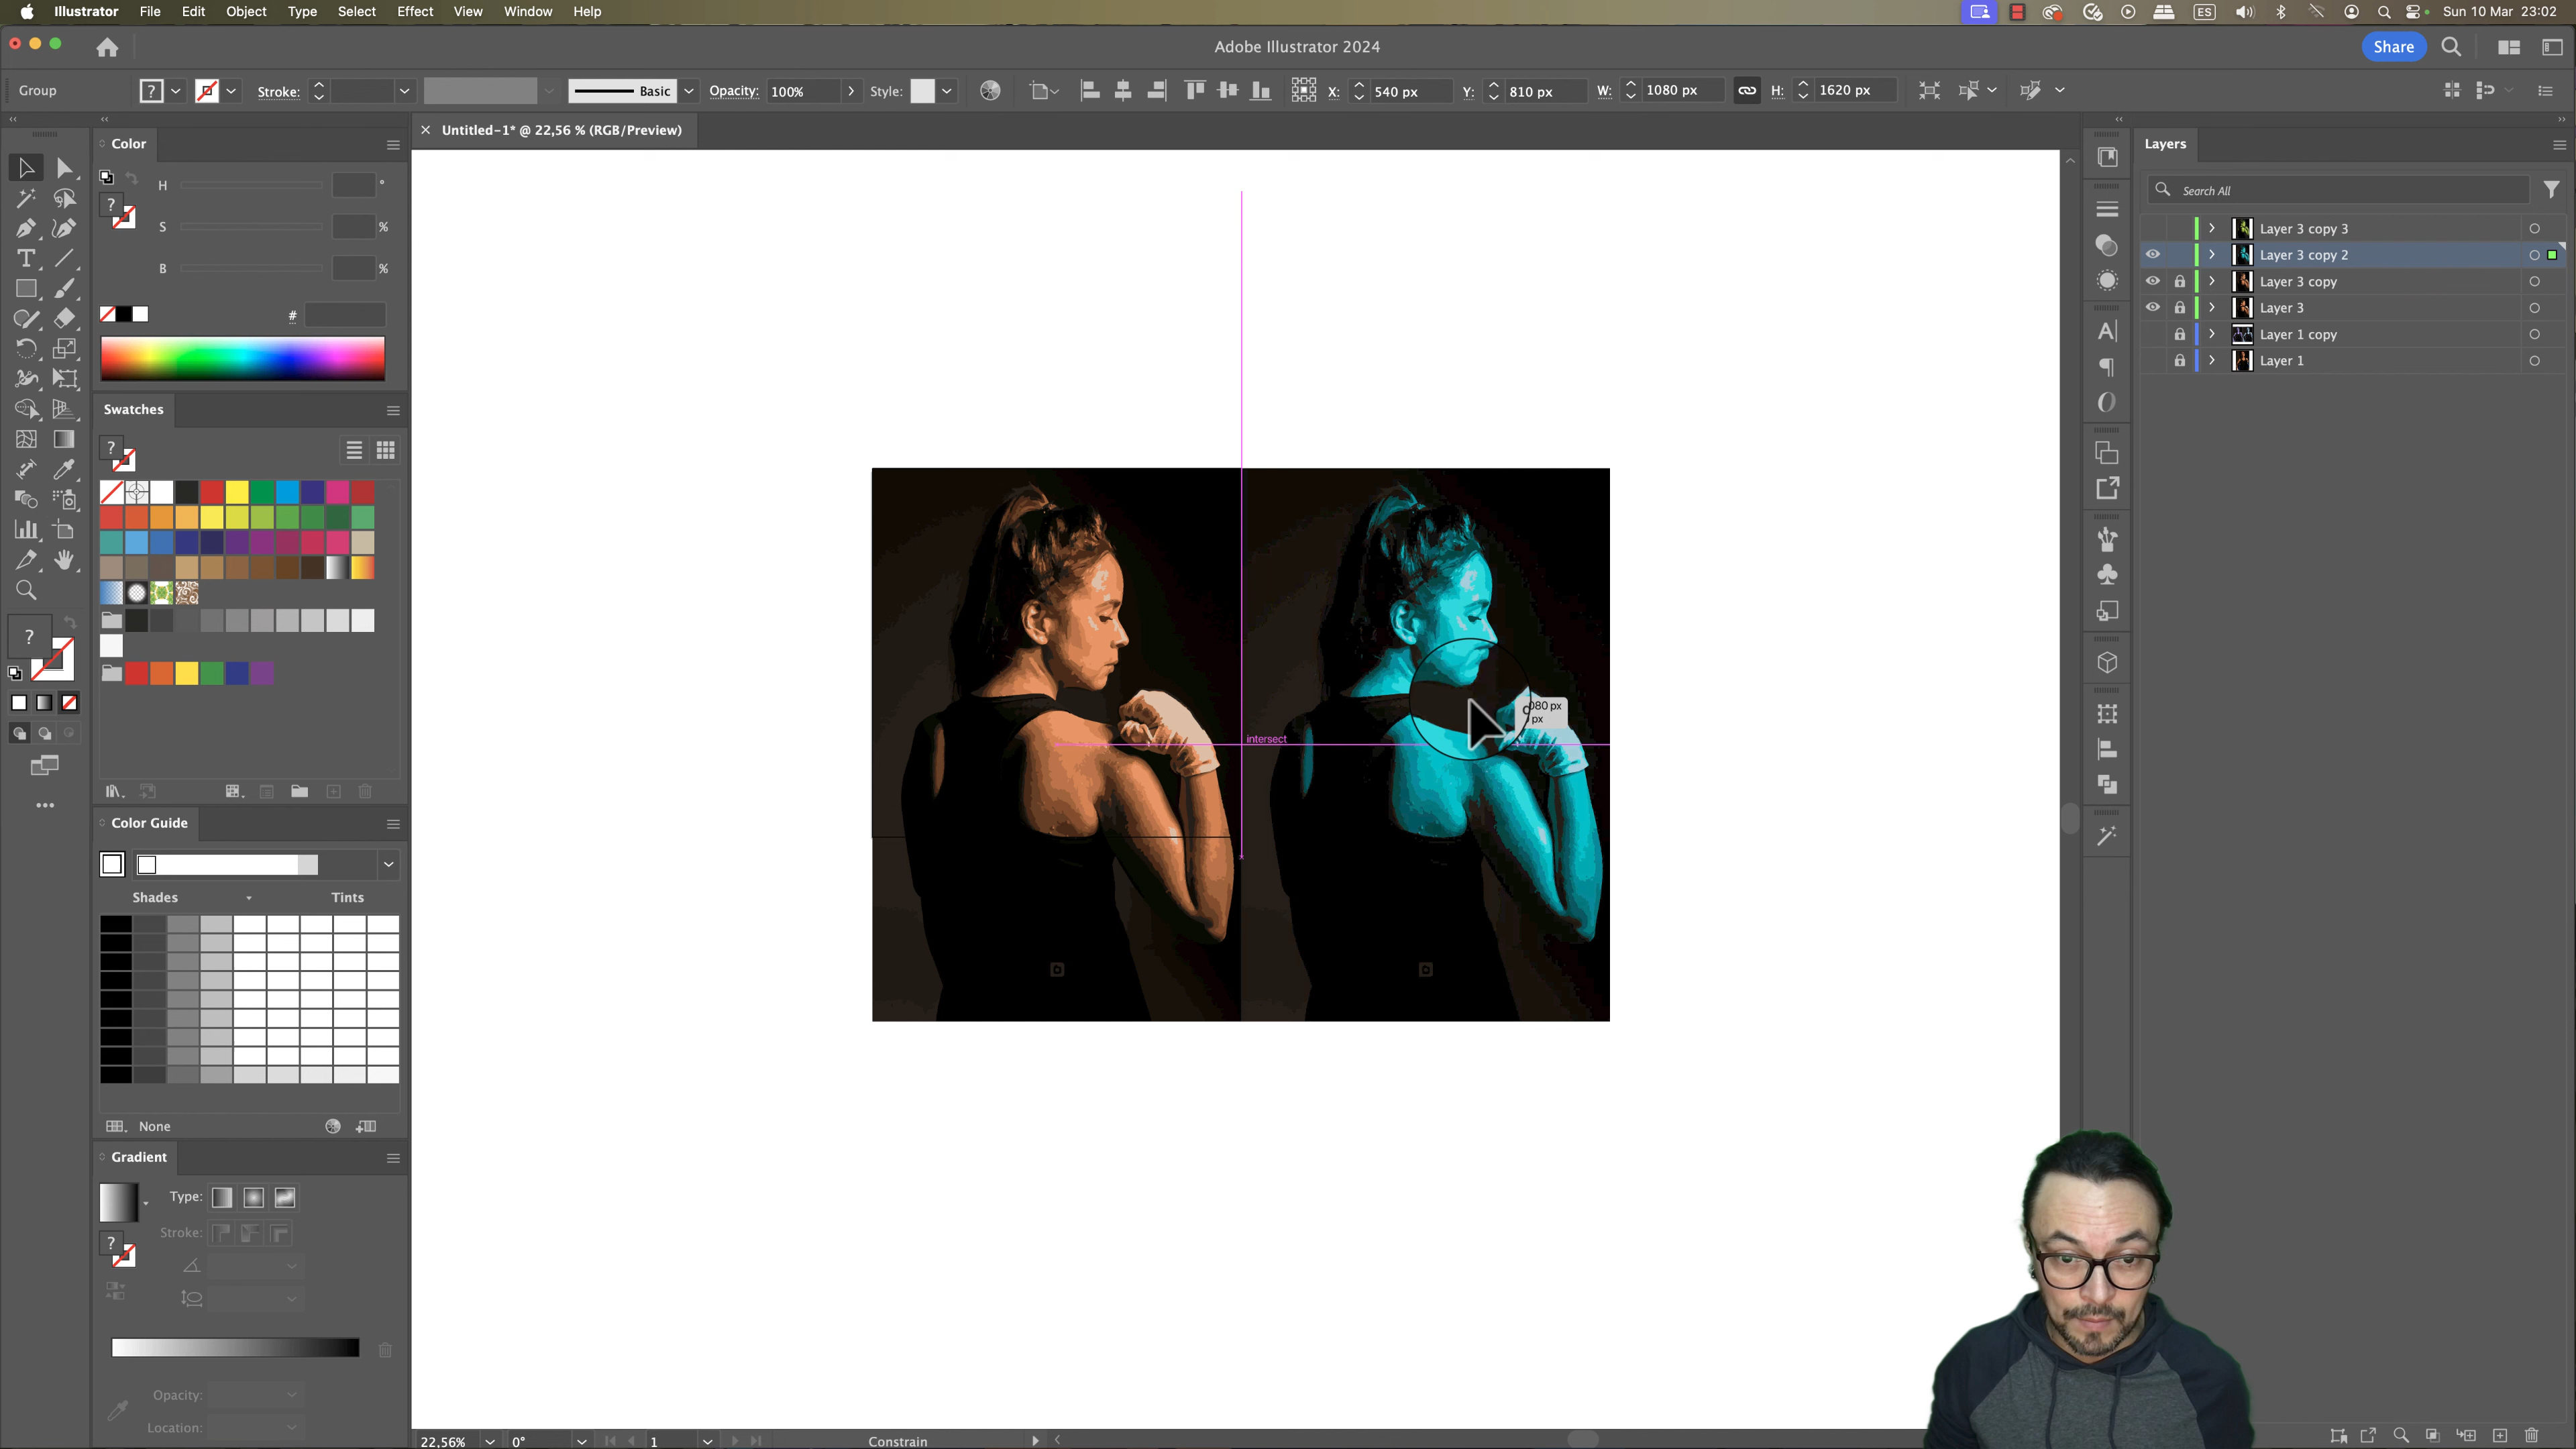 Illustrator File Edit Object Type Select Effect View Window Help
ES Sun 10 Mar 23:02
Adobe Illustrator 2024
Share
Group
? Stroke: Basic Opacity: 100% Style: X: 540 px Y: 810 px W: 1080 px H: 1620 px
× Untitled-1* @ 22,56 % (RGB/Preview)
Color
H °
?
S %
B %
#
Swatches
?
T
?
Color Guide
Shades Tints
None
Gradient
Type:
Stroke:
?
Opacity:
Location:
intersect
080 px
px
22,56% 0° 1 Constrain
Layers
Search All
Layer 3 copy 3
Layer 3 copy 2
Layer 3 copy
Layer 3
Layer 1 copy
Layer 1